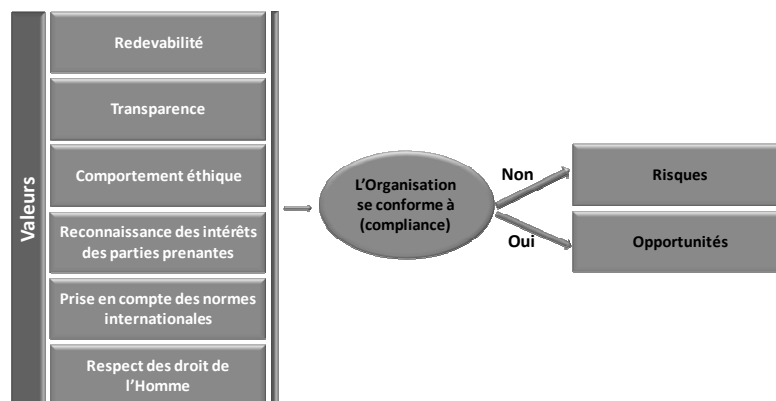 Valeurs
Redevabilité
Transparence
Comportement éthique
Reconnaissance des intérêts
des parties prenantes
Prise en compte des normes
internationales
Respect des droit de
l'Homme
L'Organisation
se conforme à
(compliance)
Non
Oui
Risques
Opportunités